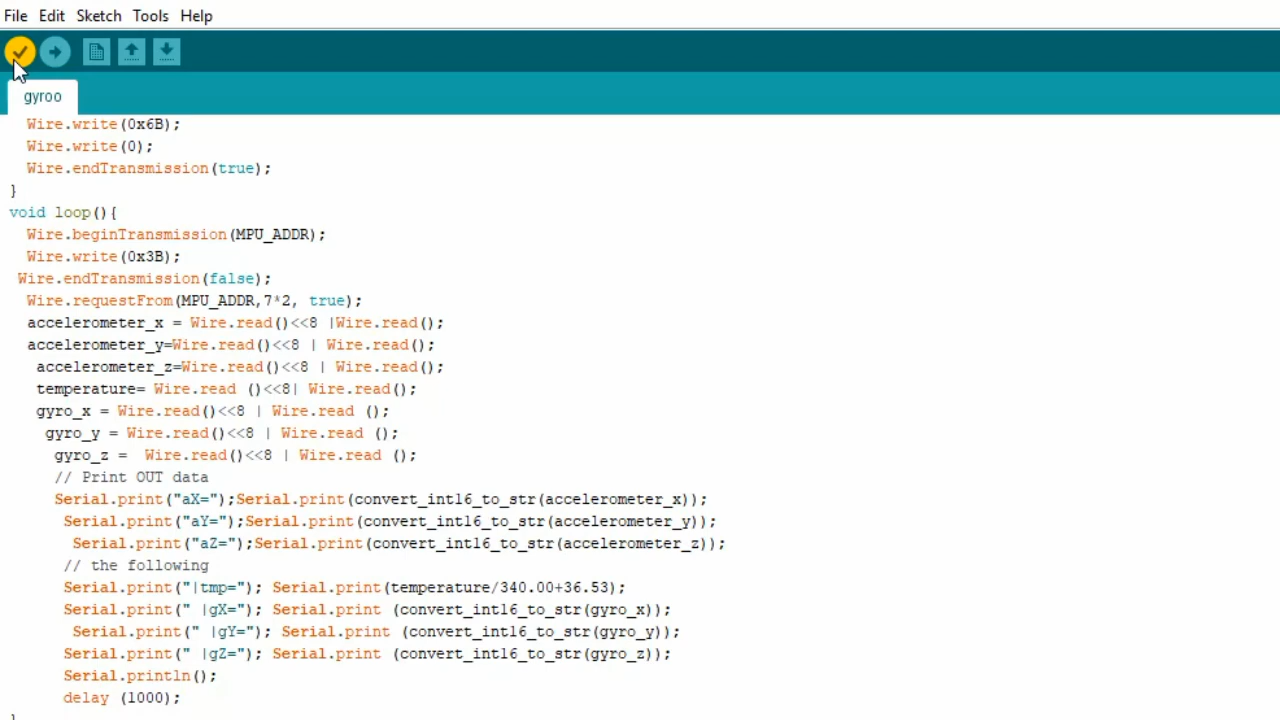 File Edit Sketch Tools Help
gyroo
Wire.write(0x6B);
Wire.write(0);
Wire.endTransmission(true);
}
void loop(){
Wire.beginTransmission(MPU_ADDR);
Wire.write(0x3B);
Wire.endTransmission(false);
Wire.requestFrom(MPU_ADDR,7*2, true);
accelerometer_x = Wire.read()<<8 |Wire.read();
accelerometer_y=Wire.read()<<8 | Wire.read();
accelerometer_z=Wire.read()<<8 | Wire.read();
temperature= Wire.read ()<<8| Wire.read();
gyro_x = Wire.read()<<8 | Wire.read ();
gyro_y = Wire.read()<<8 | Wire.read ();
gyro_z =  Wire.read()<<8 | Wire.read ();
// Print OUT data
Serial.print("aX=");Serial.print(convert_int16_to_str(accelerometer_x));
Serial.print("aY=");Serial.print(convert_int16_to_str(accelerometer_y));
Serial.print("aZ=");Serial.print(convert_int16_to_str(accelerometer_z));
// the following
Serial.print("|tmp="); Serial.print(temperature/340.00+36.53);
Serial.print(" |gX="); Serial.print (convert_int16_to_str(gyro_x));
Serial.print(" |gY="); Serial.print (convert_int16_to_str(gyro_y));
Serial.print(" |gZ="); Serial.print (convert_int16_to_str(gyro_z));
Serial.println();
delay (1000);
}